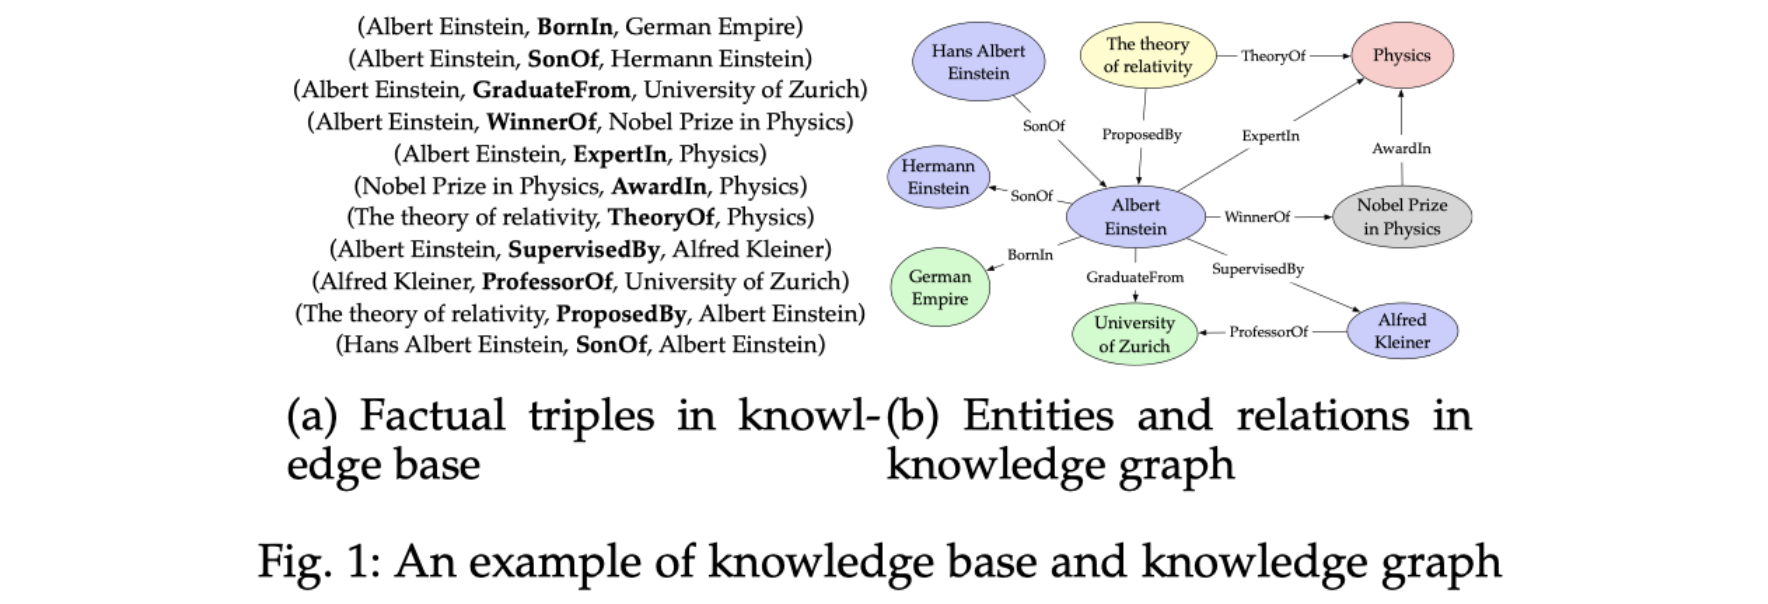 (Albert Einstein, BornIn, German Empire)
(Albert Einstein, SonOf, Hermann Einstein)
(Albert Einstein, GraduateFrom, University of Zurich)
(Albert Einstein, WinnerOf, Nobel Prize in Physics)
(Albert Einstein, ExpertIn, Physics)
(Nobel Prize in Physics, AwardIn, Physics)
(The theory of relativity, TheoryOf, Physics)
(Albert Einstein, SupervisedBy, Alfred Kleiner)
(Alfred Kleiner, ProfessorOf, University of Zurich)
(The theory of relativity, ProposedBy, Albert Einstein)
(Hans Albert Einstein, SonOf, Albert Einstein)
(a) Factual triples in knowl-
edge base
Hans Albert
Einstein
The theory
of relativity
TheoryOf
Physics
SonOf
ProposedBy
ExpertIn
AwardIn
Hermann
Einstein
SonOf
Albert
Einstein
WinnerOf
Nobel Prize
in Physics
BornIn
German
Empire
GraduateFrom
SupervisedBy
University
of Zurich
ProfessorOf
Alfred
Kleiner
(b) Entities and relations in
knowledge graph
Fig. 1: An example of knowledge base and knowledge graph